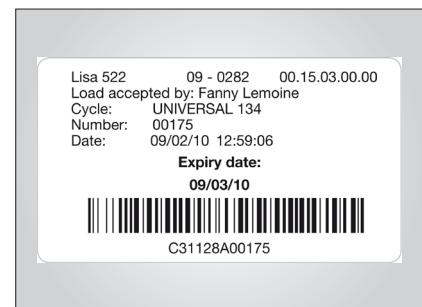 Lisa 522 09 - 0282 00.15.03.00.00
Load accepted by: Fanny Lemoine
Cycle: UNIVERSAL 134
Number: 00175
Date: 09/02/10 12:59:06
Expiry date:
09/03/10
C31128A00175